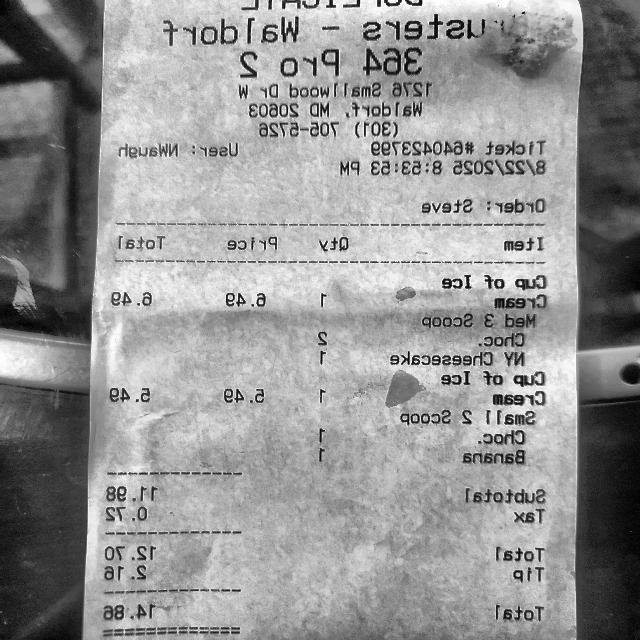 DUPLICATE
rusters - Waldorf
364 Pro 2
1276 Smallwood Dr W
Waldorf, MD 20603
(301) 705-5726
Ticket #640423799 User: NWaugh
8/22/2025 8:53:53 PM
Order: Steve
Item Qty Price Total
Cup of Ice
Cream 1 6.49 6.49
Med 3 Scoop
Choc. 2
NY Cheesecake 1
Cup of Ice
Cream 1 5.49 5.49
Small 2 Scoop
Choc. 1
Banana 1
Subtotal 11.98
Tax 0.72
Total 12.70
Tip 2.16
Total 14.86